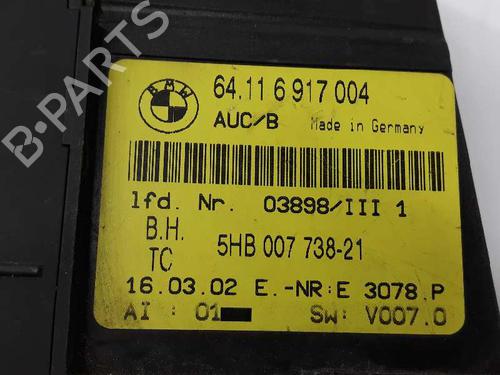 BMW
64.11 6 917 004
AUC/B Made in Germany
lfd. Nr. 03898/III 1
B.H.
TC 5HB 007 738-21
16.03.02 E.-NR:E 3078.P
AI : 01 SW: V007.0
B-PARTS